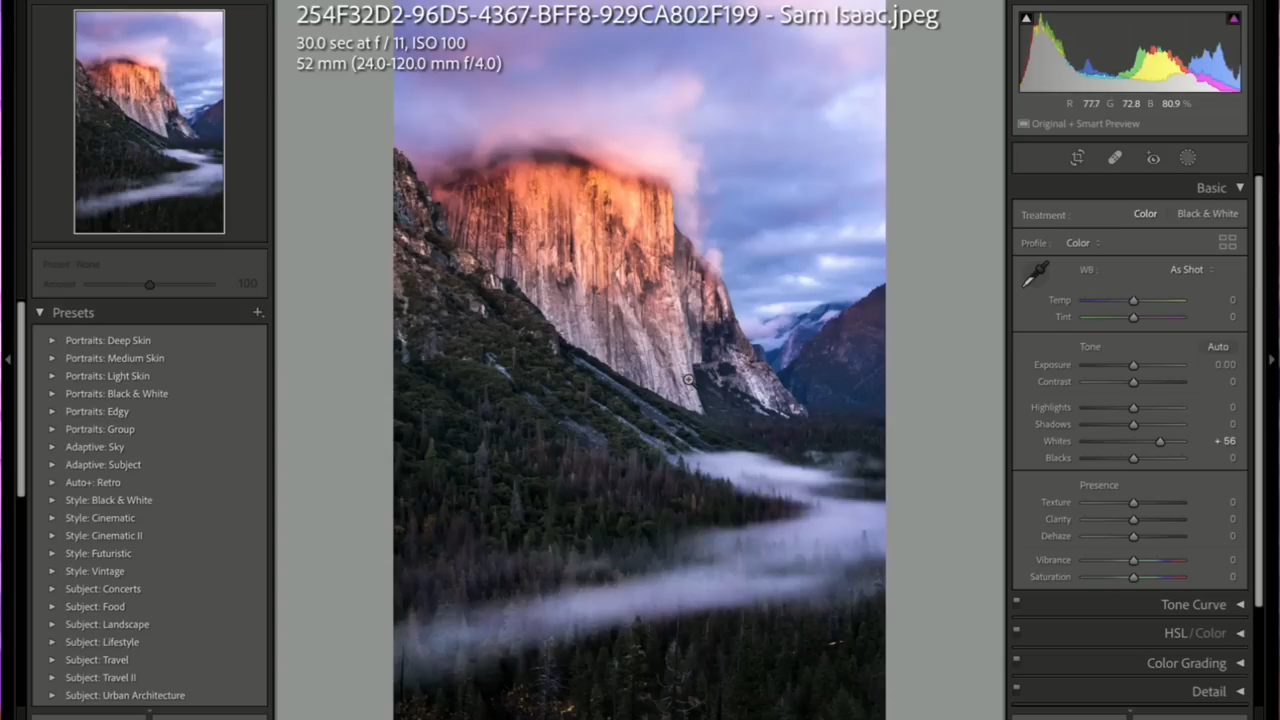 254F32D2-96D5-4367-BFF8-929CA802F199 - Sam Isaac.jpeg
30.0 sec at f / 11, ISO 100
52 mm (24.0-120.0 mm f/4.0)
Preset: None
Amount 100
Presets +
Portraits: Deep Skin
Portraits: Medium Skin
Portraits: Light Skin
Portraits: Black & White
Portraits: Edgy
Portraits: Group
Adaptive: Sky
Adaptive: Subject
Auto+: Retro
Style: Black & White
Style: Cinematic
Style: Cinematic II
Style: Futuristic
Style: Vintage
Subject: Concerts
Subject: Food
Subject: Landscape
Subject: Lifestyle
Subject: Travel
Subject: Travel II
Subject: Urban Architecture
R 77.7 G 72.8 B 80.9 %
Original + Smart Preview
Basic
Treatment : Color Black & White
Profile : Color
WB : As Shot
Temp 0
Tint 0
Tone Auto
Exposure 0.00
Contrast 0
Highlights 0
Shadows 0
Whites + 56
Blacks 0
Presence
Texture 0
Clarity 0
Dehaze 0
Vibrance 0
Saturation 0
Tone Curve
HSL / Color
Color Grading
Detail